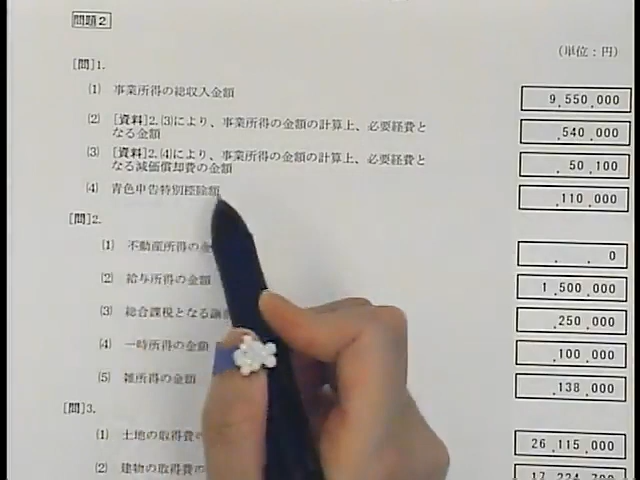 問題2
(単位：円)
[問]1.
(1) 事業所得の総収入金額 9,550,000
(2) [資料]2.(3)により、事業所得の金額の計算上、必要経費と
なる金額 540,000
(3) [資料]2.(4)により、事業所得の金額の計算上、必要経費と
なる減価償却費の金額 50,100
(4) 青色申告特別控除額 110,000
[問]2.
(1) 不動産所得の金 0
(2) 給与所得の金額 1,500,000
(3) 総合課税となる譲 250,000
(4) 一時所得の金額 100,000
(5) 雑所得の金額 138,000
[問]3.
(1) 土地の取得費の 26,115,000
(2) 建物の取得費の